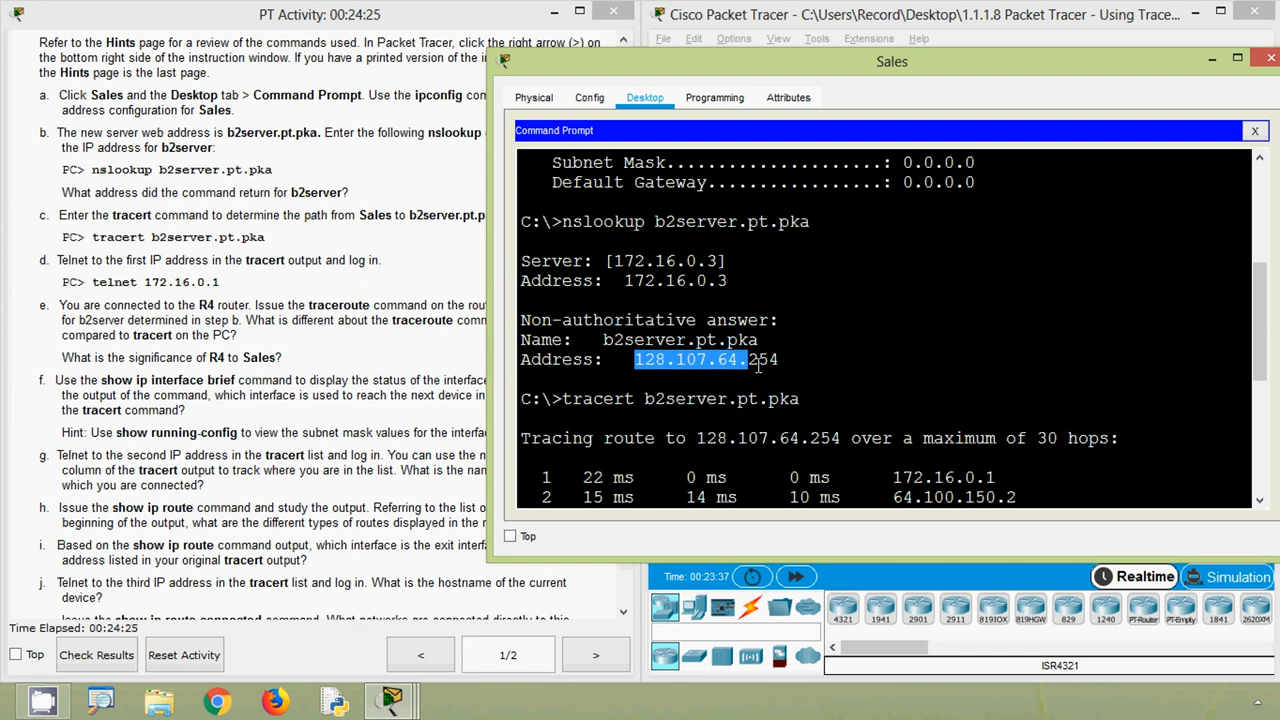 PT Activity: 00:24:25
Refer to the Hints page for a review of the commands used. In Packet Tracer, click the right arrow (>) on
the bottom right side of the instruction window. If you have a printed version of the in
the Hints page is the last page.
a. Click Sales and the Desktop tab > Command Prompt. Use the ipconfig com
address configuration for Sales.
b. The new server web address is b2server.pt.pka. Enter the following nslookup
the IP address for b2server:
PC> nslookup b2server.pt.pka
What address did the command return for b2server?
c. Enter the tracert command to determine the path from Sales to b2server.pt.p
PC> tracert b2server.pt.pka
d. Telnet to the first IP address in the tracert output and log in.
PC> telnet 172.16.0.1
e. You are connected to the R4 router. Issue the traceroute command on the rou
for b2server determined in step b. What is different about the traceroute comm
compared to tracert on the PC?
What is the significance of R4 to Sales?
f. Use the show ip interface brief command to display the status of the interface
the output of the command, which interface is used to reach the next device in
the tracert command?
Hint: Use show running-config to view the subnet mask values for the interfac
g. Telnet to the second IP address in the tracert list and log in. You can use the n
column of the tracert output to track where you are in the list. What is the nam
which you are connected?
h. Issue the show ip route command and study the output. Referring to the list o
beginning of the output, what are the different types of routes displayed in the r
i. Based on the show ip route command output, which interface is the exit interf
address listed in your original tracert output?
j. Telnet to the third IP address in the tracert list and log in. What is the hostname of the current
device?
Time Elapsed: 00:24:25
Top
Check Results
Reset Activity
<
1/2
>
Cisco Packet Tracer - C:\Users\Record\Desktop\1.1.1.8 Packet Tracer - Using Trace...
File Edit Options View Tools Extensions Help
Sales
Physical Config Desktop Programming Attributes
Command Prompt
X
Subnet Mask.....................: 0.0.0.0
Default Gateway.................: 0.0.0.0
C:\>nslookup b2server.pt.pka
Server: [172.16.0.3]
Address: 172.16.0.3
Non-authoritative answer:
Name: b2server.pt.pka
Address: 128.107.64.254
C:\>tracert b2server.pt.pka
Tracing route to 128.107.64.254 over a maximum of 30 hops:
1 22 ms 0 ms 0 ms 172.16.0.1
2 15 ms 14 ms 10 ms 64.100.150.2
Top
Time: 00:23:37
Realtime
Simulation
4321 1941 2901 2911 819IOX 819HGW 829 1240 PT-Router PT-Empty 1841 2620XM
ISR4321